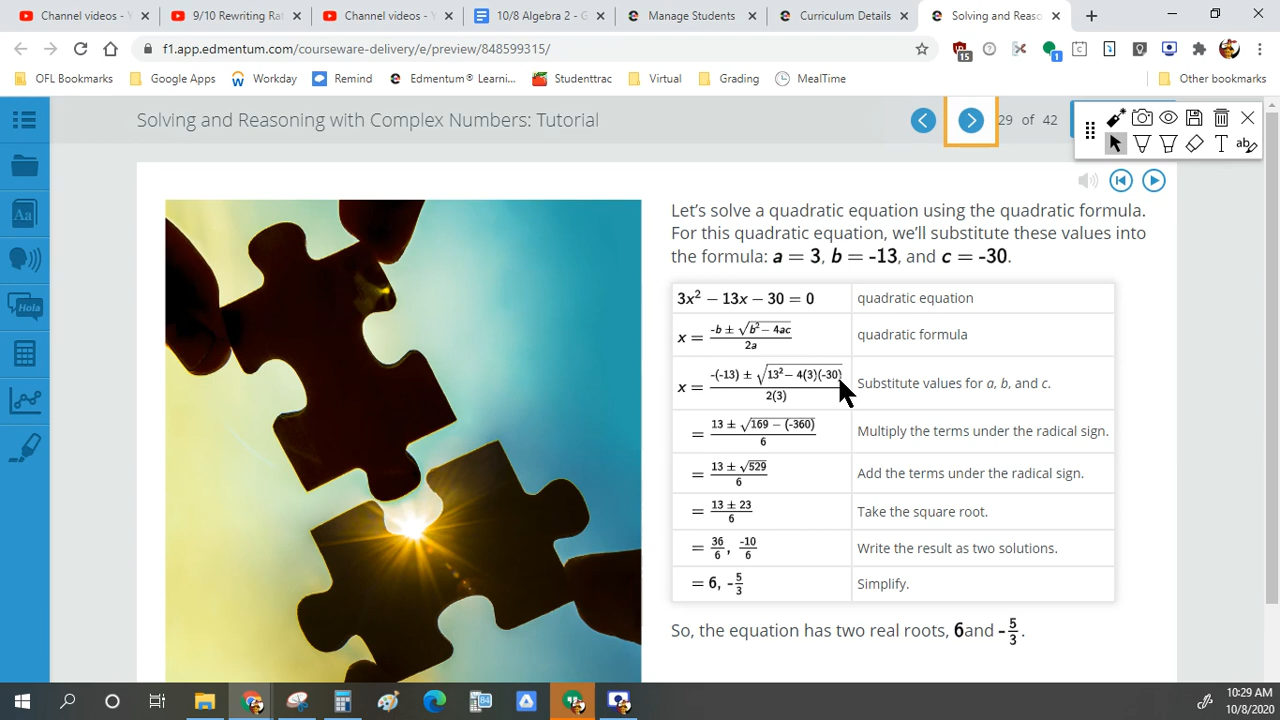 Channel videos - Y
9/10 Rewriting Rat
Channel videos - Y
10/8 Algebra 2 - G
Manage Students
Curriculum Details
Solving and Reaso
f1.app.edmentum.com/courseware-delivery/e/preview/848599315/
15
1
OFL Bookmarks
Google Apps
Workday
Remind
Edmentum® Learni...
Studenttrac
Virtual
Grading
MealTime
Other bookmarks
Solving and Reasoning with Complex Numbers: Tutorial
29 of 42
T
ab
Aa
Hola
Let's solve a quadratic equation using the quadratic formula.
For this quadratic equation, we'll substitute these values into
the formula: a = 3, b = -13, and c = -30.
3x² − 13x − 30 = 0 quadratic equation
x = (-b ± √(b² − 4ac))/(2a) quadratic formula
x = (-(-13) ± √(13² − 4(3)(-30)))/(2(3)) Substitute values for a, b, and c.
= (13 ± √(169 − (-360)))/6 Multiply the terms under the radical sign.
= (13 ± √529)/6 Add the terms under the radical sign.
= (13 ± 23)/6 Take the square root.
= 36/6, -10/6 Write the result as two solutions.
= 6, -5/3 Simplify.
So, the equation has two real roots, 6and -5/3.
10:29 AM
10/8/2020